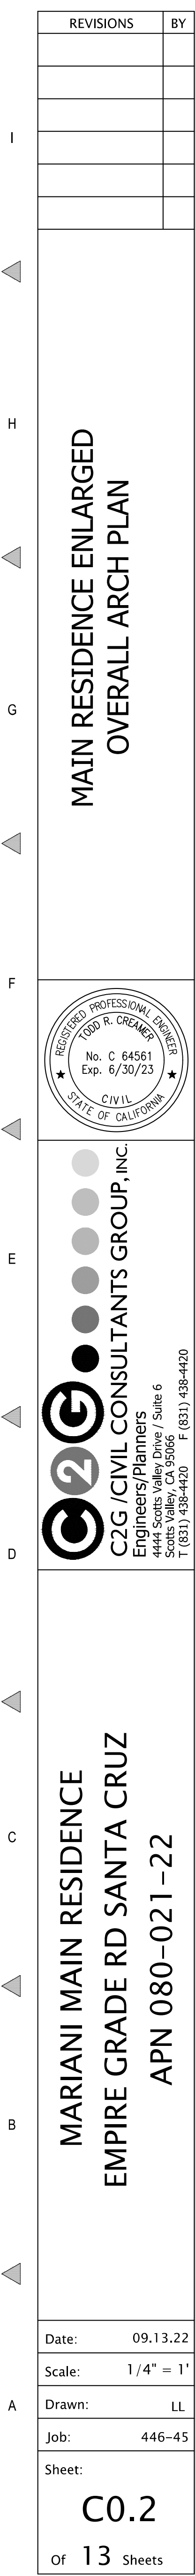 REVISIONS BY
I
H
MAIN RESIDENCE ENLARGED
OVERALL ARCH PLAN
G
F
REGISTERED PROFESSIONAL ENGINEER
TODD R. CREAMER
No. C 64561
Exp. 6/30/23
CIVIL
STATE OF CALIFORNIA
E
C2G
C2G /CIVIL CONSULTANTS GROUP, INC.
Engineers/Planners
4444 Scotts Valley Drive / Suite 6
Scotts Valley, CA 95066
T (831) 438-4420 F (831) 438-4420
D
C
MARIANI MAIN RESIDENCE
EMPIRE GRADE RD SANTA CRUZ
APN 080-021-22
B
Date: 09.13.22
Scale: 1/4" = 1'
A
Drawn: LL
Job: 446-45
Sheet:
C0.2
Of 13 Sheets